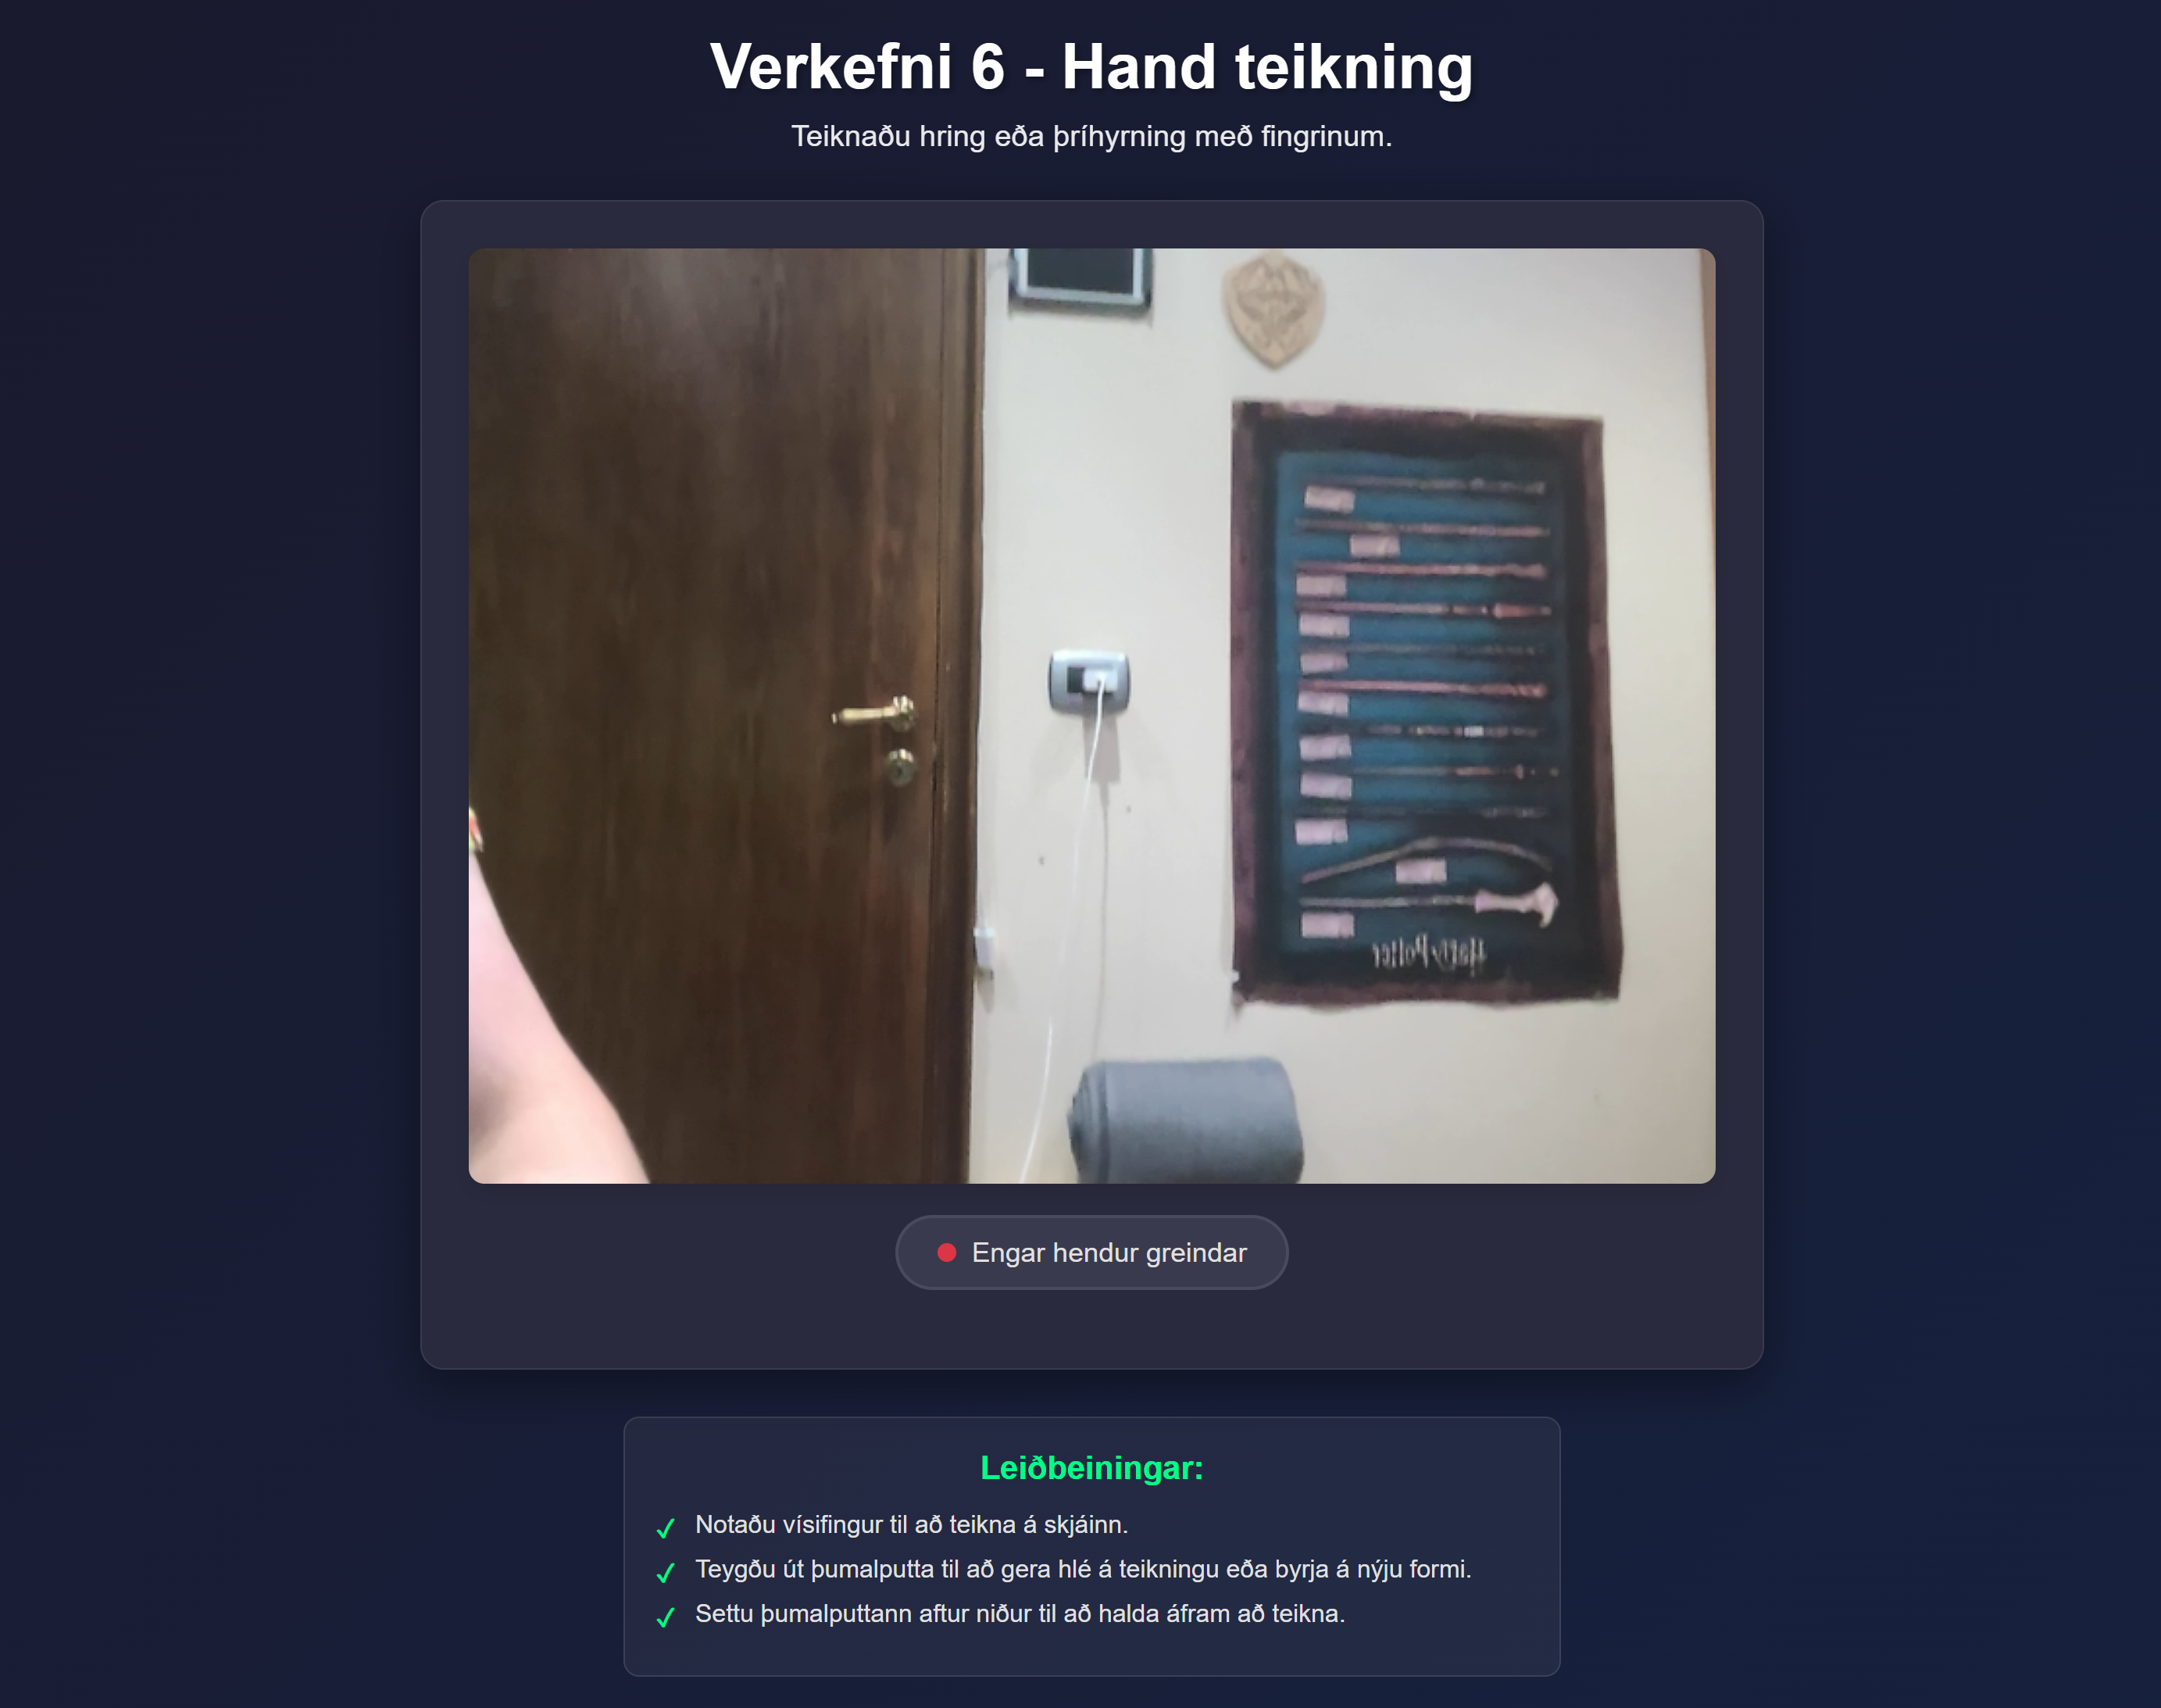 Verkefni 6 - Hand teikning
Teiknaðu hring eða þríhyrning með fingrinum.
Harry Potter
Engar hendur greindar
Leiðbeiningar:
✓ Notaðu vísifingur til að teikna á skjáinn.
✓ Teygðu út þumalputta til að gera hlé á teikningu eða byrja á nýju formi.
✓ Settu þumalputtann aftur niður til að halda áfram að teikna.